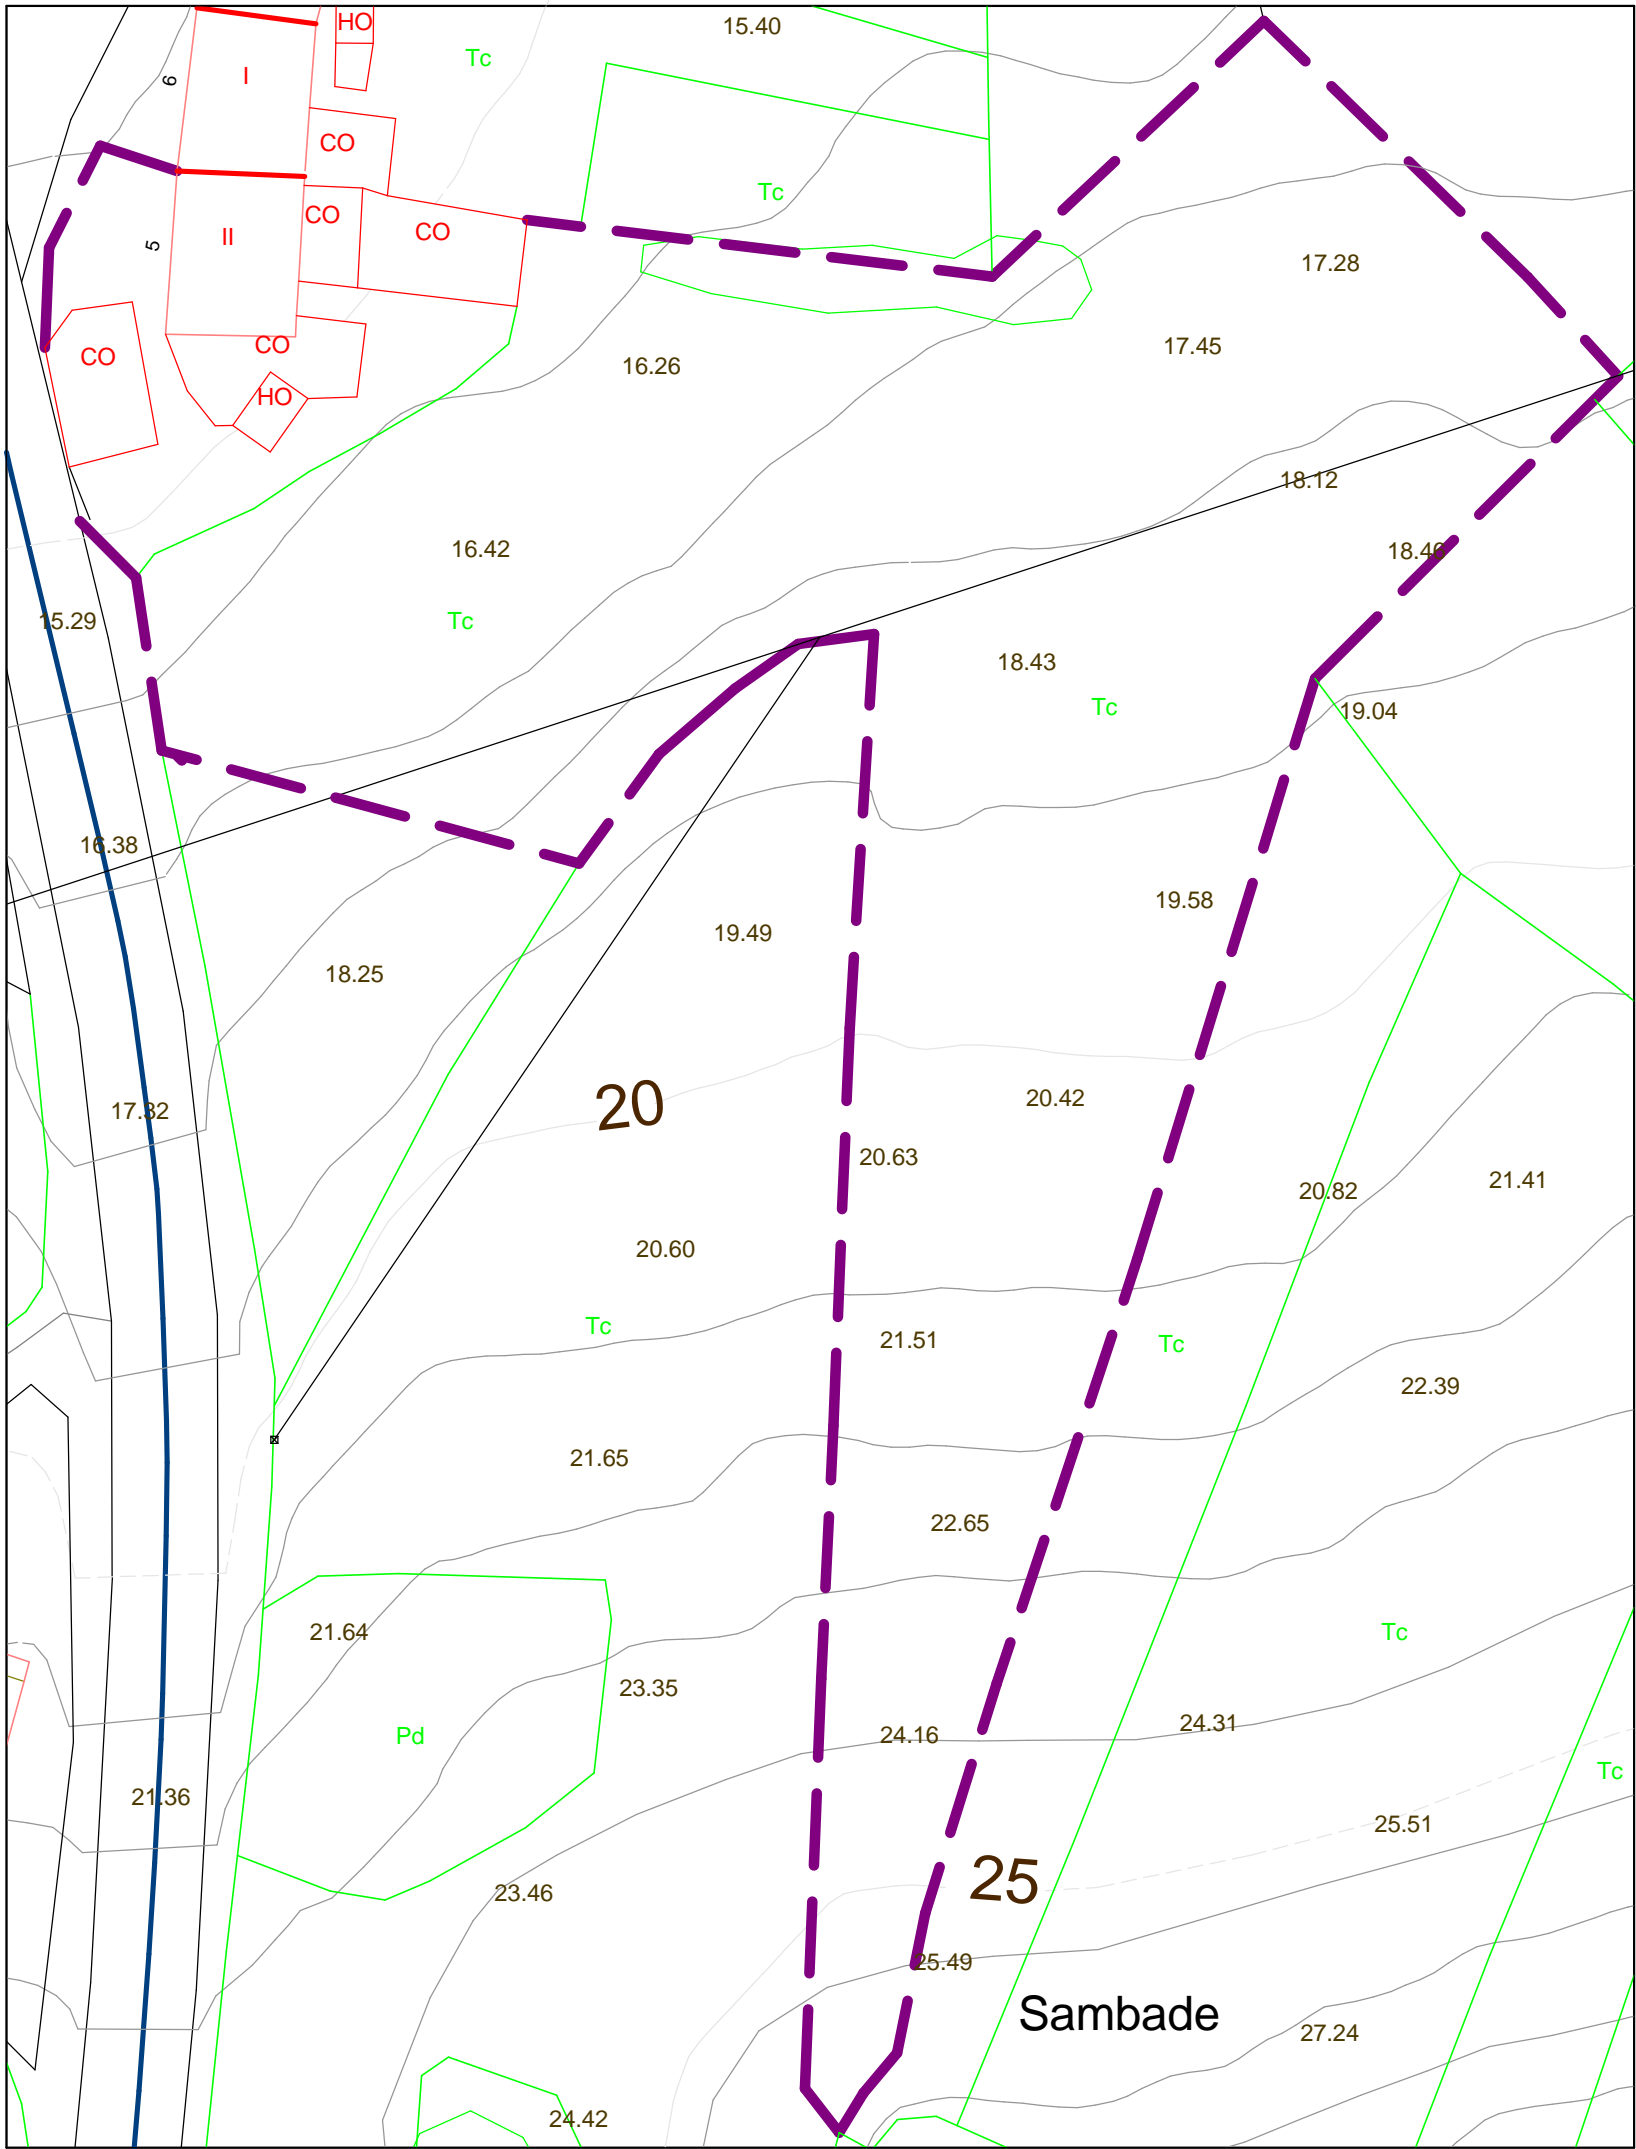 HO
15.40
Tc
I
6
CO
Tc
CO
CO
II
5
17.28
CO
CO
17.45
16.26
HO
18.12
16.42
18.46
15.29
Tc
18.43
Tc
19.04
16.38
19.58
19.49
18.25
20
20.42
17.32
20.63
21.41
20.82
20.60
Tc
21.51
Tc
22.39
21.65
22.65
21.64
Tc
23.35
24.31
24.16
Pd
Tc
21.36
25.51
25
23.46
25.49
Sambade
27.24
24.42